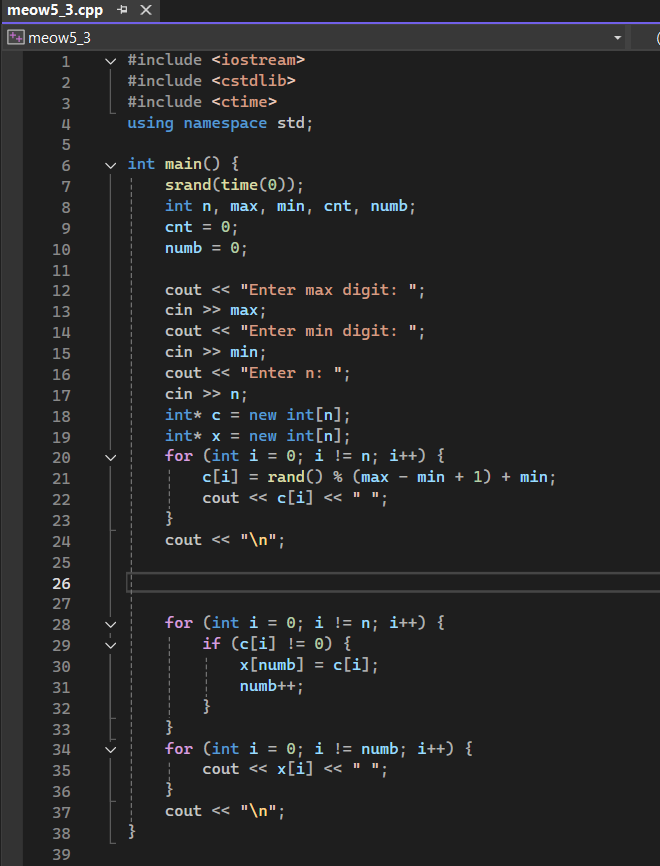 meow5_3.cpp
meow5_3
1 #include <iostream>
2 #include <cstdlib>
3 #include <ctime>
4 using namespace std;
5
6 int main() {
7     srand(time(0));
8     int n, max, min, cnt, numb;
9     cnt = 0;
10     numb = 0;
11
12     cout << "Enter max digit: ";
13     cin >> max;
14     cout << "Enter min digit: ";
15     cin >> min;
16     cout << "Enter n: ";
17     cin >> n;
18     int* c = new int[n];
19     int* x = new int[n];
20     for (int i = 0; i != n; i++) {
21         c[i] = rand() % (max - min + 1) + min;
22         cout << c[i] << " ";
23     }
24     cout << "\n";
25
26
27
28     for (int i = 0; i != n; i++) {
29         if (c[i] != 0) {
30             x[numb] = c[i];
31             numb++;
32         }
33     }
34     for (int i = 0; i != numb; i++) {
35         cout << x[i] << " ";
36     }
37     cout << "\n";
38 }
39